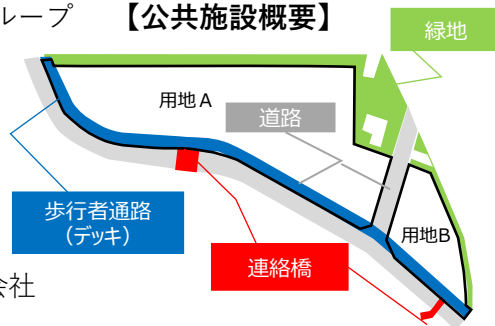 ループ
【公共施設概要】
緑地
用地A
道路
歩行者通路
(デッキ)
用地B
連絡橋
会社